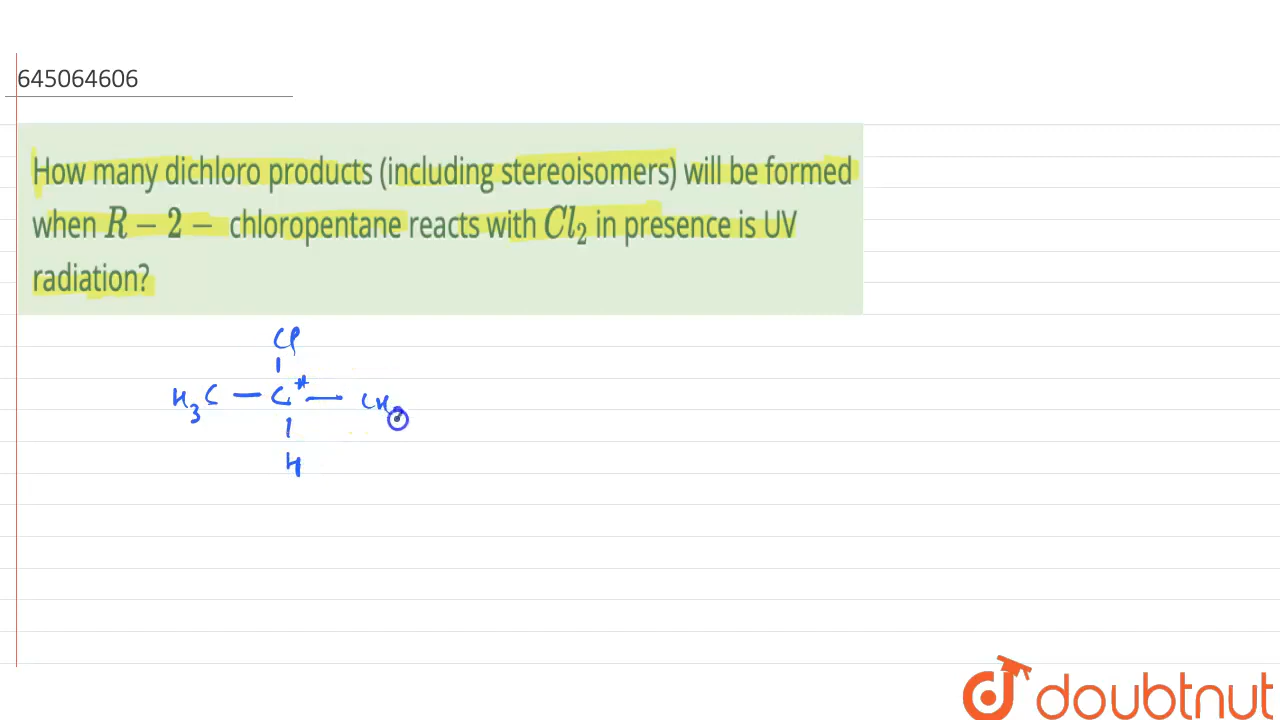 645064606
How many dichloro products (including stereoisomers) will be formed
when R − 2 − chloropentane reacts with Cl₂ in presence is UV
radiation?
Cl
H₃C — C* — CH
H
doubtnut